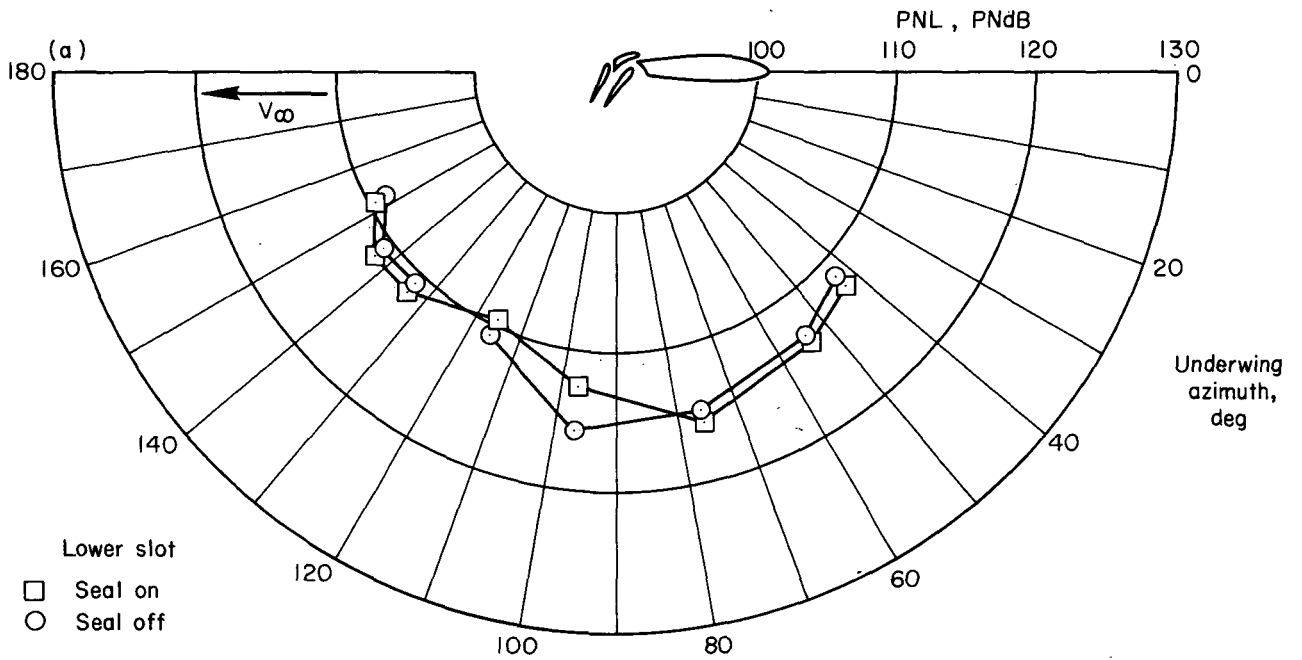 PNL, PNdB
(a)
100 110 120 130
180
0
V∞
160
20
Underwing
azimuth,
deg
140
40
Lower slot
120
60
Seal on
Seal off
100
80